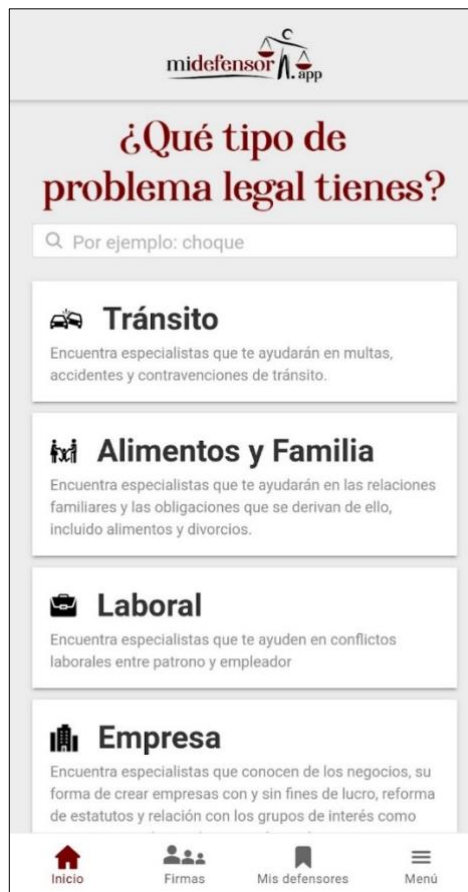 midefensor
.app
¿Qué tipo de
problema legal tienes?
Por ejemplo: choque
Tránsito
Encuentra especialistas que te ayudarán en multas,
accidentes y contravenciones de tránsito.
Alimentos y Familia
Encuentra especialistas que te ayudarán en las relaciones
familiares y las obligaciones que se derivan de ello,
incluido alimentos y divorcios.
Laboral
Encuentra especialistas que te ayuden en conflictos
laborales entre patrono y empleador
Empresa
Encuentra especialistas que conocen de los negocios, su
forma de crear empresas con y sin fines de lucro, reforma
de estatutos y relación con los grupos de interés como
Inicio
Firmas
Mis defensores
Menú